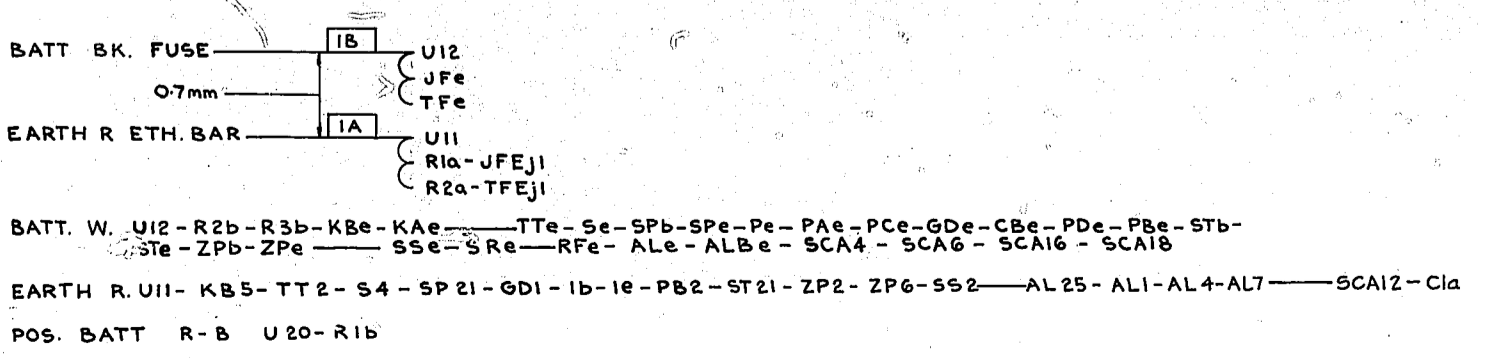 BATT BK. FUSE 1B U12
JFe
0.7mm TFe
EARTH R ETH. BAR 1A U11
R1a-JFEj1
R2a-TFEj1
BATT. W. U12-R2b-R3b-KBe-KAe——TTe-Se-SPb-SPe-Pe-PAe-PCe-GDe-CBe-PDe-PBe-STb-
STe-ZPb-ZPe——SSe-SRe—RFe-ALe-ALBe-SCA4-SCA6-SCA16-SCA18
EARTH R. U11-KB5-TT2-S4-SP21-GD1-1b-1e-PB2-ST21-ZP2-ZP6-SS2——AL25-AL1-AL4-AL7——SCA12-C1a
POS. BATT R-B U20-R1b